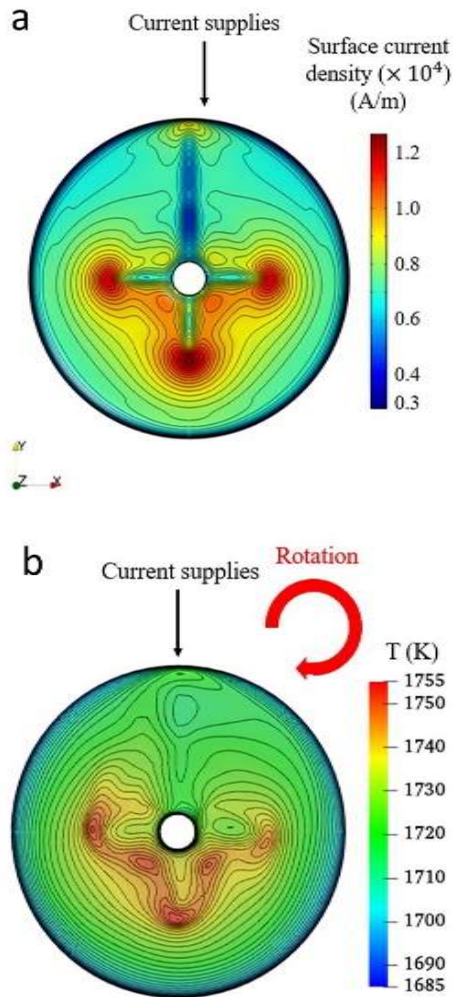 a
Current supplies
Surface current
density (× 10⁴)
(A/m)
1.2
1.0
0.8
0.6
0.4
0.3
Y
Z
X
b
Rotation
Current supplies
T (K)
1755
1750
1740
1730
1720
1710
1700
1690
1685